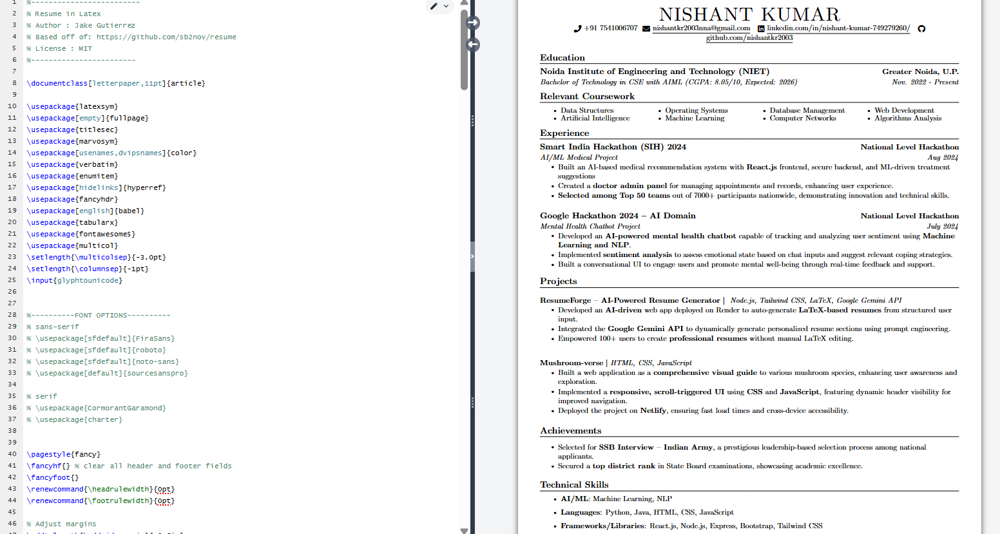 1 %-------------------------
2 % Resume in Latex
3 % Author : Jake Gutierrez
4 % Based off of: https://github.com/sb2nov/resume
5 % License : MIT
6 %------------------------
7
8 \documentclass[letterpaper,11pt]{article}
9
10 \usepackage{latexsym}
11 \usepackage[empty]{fullpage}
12 \usepackage{titlesec}
13 \usepackage{marvosym}
14 \usepackage[usenames,dvipsnames]{color}
15 \usepackage{verbatim}
16 \usepackage{enumitem}
17 \usepackage[hidelinks]{hyperref}
18 \usepackage{fancyhdr}
19 \usepackage[english]{babel}
20 \usepackage{tabularx}
21 \usepackage{fontawesome5}
22 \usepackage{multicol}
23 \setlength{\multicolsep}{-3.0pt}
24 \setlength{\columnsep}{-1pt}
25 \input{glyphtounicode}
26
27
28 %----------FONT OPTIONS----------
29 % sans-serif
30 % \usepackage[sfdefault]{FiraSans}
31 % \usepackage[sfdefault]{roboto}
32 % \usepackage[sfdefault]{noto-sans}
33 % \usepackage[default]{sourcesanspro}
34
35 % serif
36 % \usepackage{CormorantGaramond}
37 % \usepackage{charter}
38
39
40 \pagestyle{fancy}
41 \fancyhf{} % clear all header and footer fields
42 \fancyfoot{}
43 \renewcommand{\headrulewidth}{0pt}
44 \renewcommand{\footrulewidth}{0pt}
45
46 % Adjust margins
NISHANT KUMAR
+91 7541006707 nishantkr2003nna@gmail.com linkedin.com/in/nishant-kumar-749279260/
github.com/nishantkr2003
Education
Noida Institute of Engineering and Technology (NIET) Greater Noida, U.P.
Bachelor of Technology in CSE with AIML (CGPA: 8.05/10, Expected: 2026) Nov. 2022 - Present
Relevant Coursework
• Data Structures • Operating Systems • Database Management • Web Development
• Artificial Intelligence • Machine Learning • Computer Networks • Algorithms Analysis
Experience
Smart India Hackathon (SIH) 2024 National Level Hackathon
AI/ML Medical Project Aug 2024
• Built an AI-based medical recommendation system with React.js frontend, secure backend, and ML-driven treatment
suggestions
• Created a doctor admin panel for managing appointments and records, enhancing user experience.
• Selected among Top 50 teams out of 7000+ participants nationwide, demonstrating innovation and technical skills.
Google Hackathon 2024 – AI Domain National Level Hackathon
Mental Health Chatbot Project July 2024
• Developed an AI-powered mental health chatbot capable of tracking and analyzing user sentiment using Machine
Learning and NLP.
• Implemented sentiment analysis to assess emotional state based on chat inputs and suggest relevant coping strategies.
• Built a conversational UI to engage users and promote mental well-being through real-time feedback and support.
Projects
ResumeForge – AI-Powered Resume Generator | Node.js, Tailwind CSS, LaTeX, Google Gemini API
• Developed an AI-driven web app deployed on Render to auto-generate LaTeX-based resumes from structured user
input.
• Integrated the Google Gemini API to dynamically generate personalized resume sections using prompt engineering.
• Empowered 100+ users to create professional resumes without manual LaTeX editing.
Mushroom-verse | HTML, CSS, JavaScript
• Built a web application as a comprehensive visual guide to various mushroom species, enhancing user awareness and
exploration.
• Implemented a responsive, scroll-triggered UI using CSS and JavaScript, featuring dynamic header visibility for
improved navigation.
• Deployed the project on Netlify, ensuring fast load times and cross-device accessibility.
Achievements
• Selected for SSB Interview – Indian Army, a prestigious leadership-based selection process among national
applicants.
• Secured a top district rank in State Board examinations, showcasing academic excellence.
Technical Skills
• AI/ML: Machine Learning, NLP
• Languages: Python, Java, HTML, CSS, JavaScript
• Frameworks/Libraries: React.js, Node.js, Express, Bootstrap, Tailwind CSS